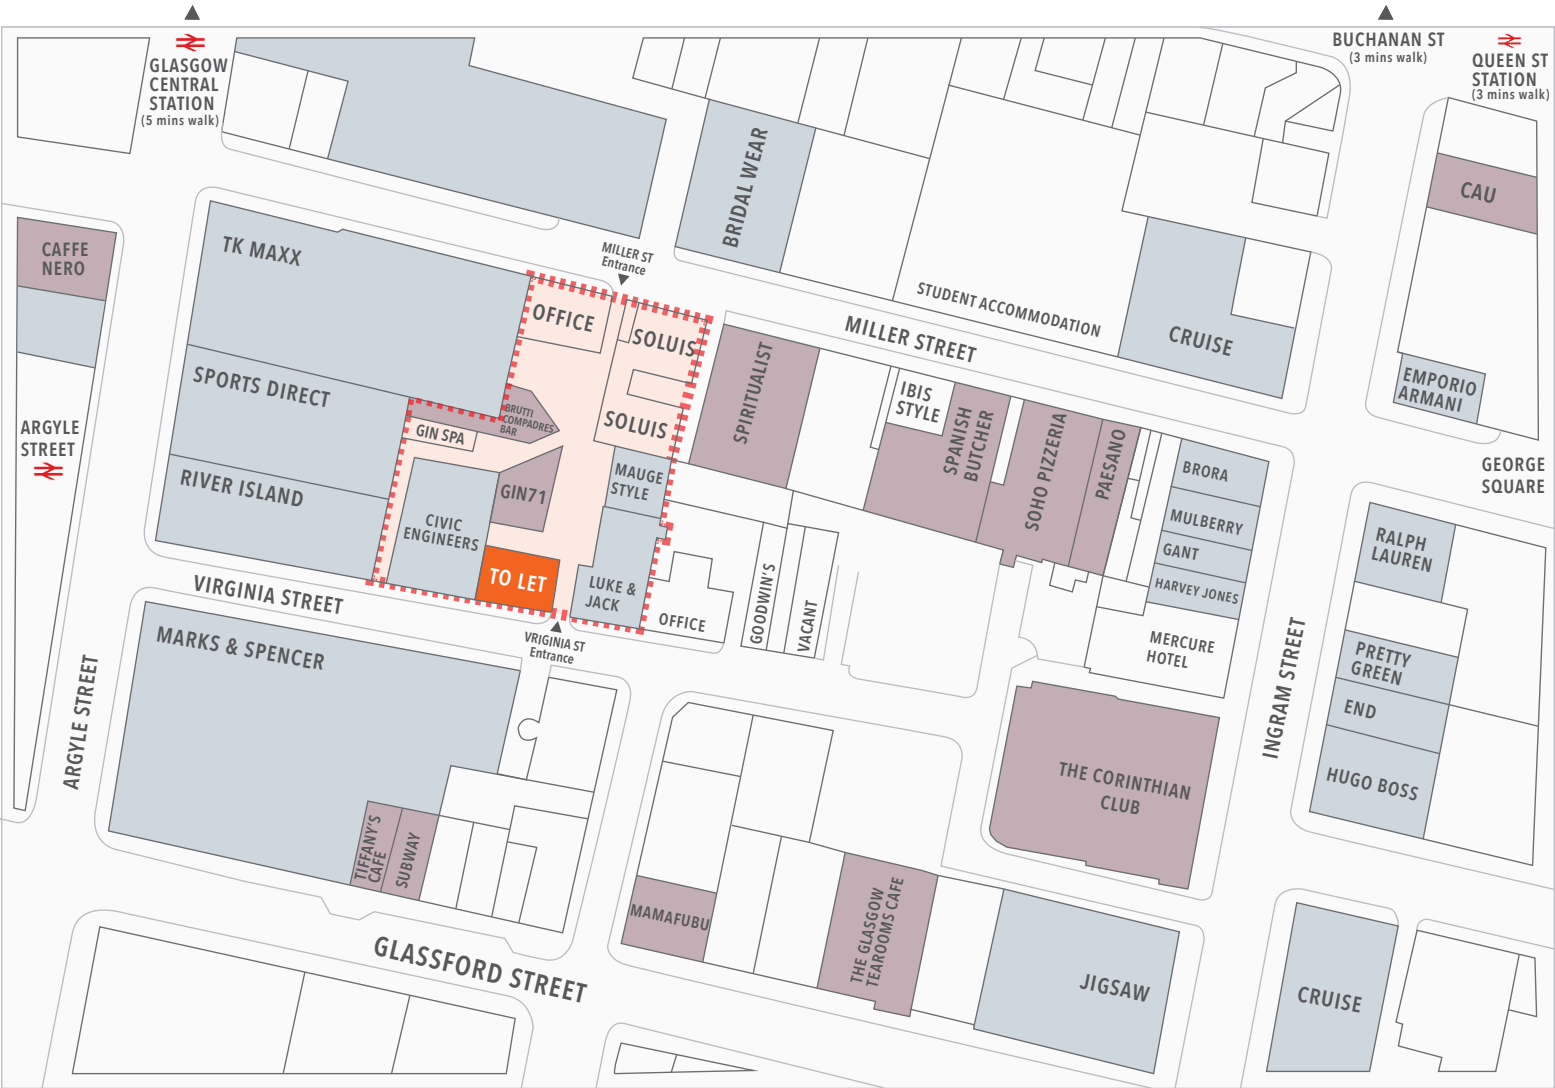 GLASGOW
CENTRAL
STATION
(5 mins walk)
BUCHANAN ST
(3 mins walk)
QUEEN ST
STATION
(3 mins walk)
BRIDAL WEAR
CAU
CAFFE
NERO
TK MAXX
MILLER ST
Entrance
STUDENT ACCOMMODATION
MILLER STREET
CRUISE
OFFICE
SOLUIS
SOLUIS
SPIRITUALIST
IBIS
STYLE
SPANISH
BUTCHER
SOHO PIZZERIA
PAESANO
EMPORIO
ARMANI
SPORTS DIRECT
BRUTTI
COMPADRES
BAR
GIN SPA
ARGYLE
STREET
RIVER ISLAND
GIN71
MAUGE
STYLE
CIVIC
ENGINEERS
TO LET
LUKE &
JACK
OFFICE
GOODWIN'S
VACANT
BRORA
MULBERRY
GANT
HARVEY JONES
MERCURE
HOTEL
GEORGE
SQUARE
RALPH
LAUREN
PRETTY
GREEN
END
HUGO BOSS
VIRGINIA STREET
VRIGINIA ST
Entrance
MARKS & SPENCER
ARGYLE STREET
INGRAM STREET
THE CORINTHIAN
CLUB
TIFFANY'S
CAFE
SUBWAY
MAMAFUBU
THE GLASGOW
TEAROOMS CAFE
GLASSFORD STREET
JIGSAW
CRUISE